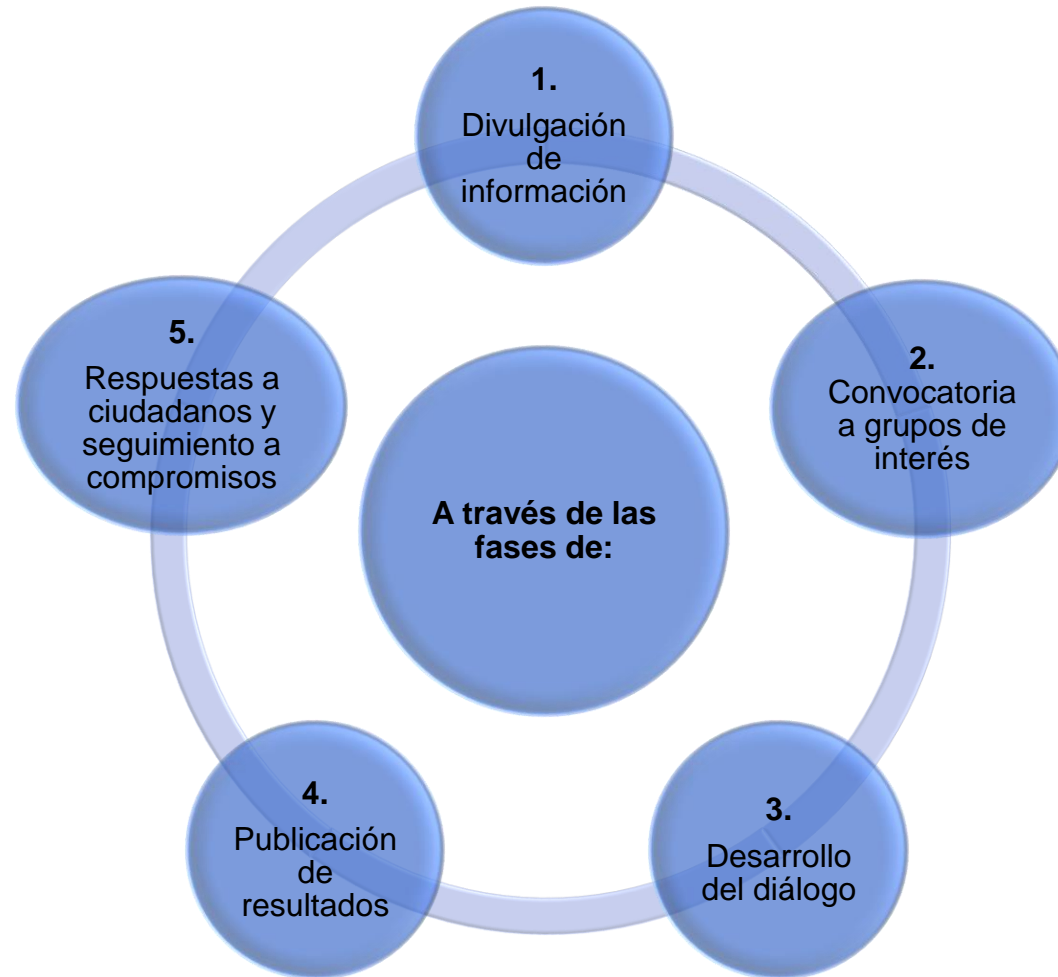 1.
Divulgación
de
información
2.
Convocatoria
a grupos de
interés
3.
Desarrollo
del diálogo
4.
Publicación
de
resultados
5.
Respuestas a
ciudadanos y
seguimiento a
compromisos
A través de las
fases de: